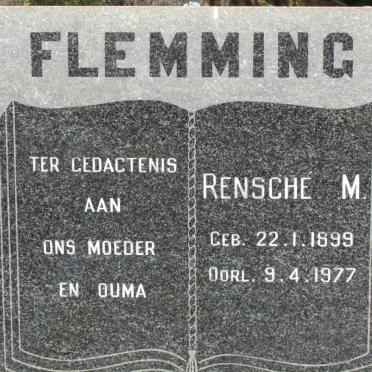 FLEMMING
TER GEDACTENIS
AAN
ONS MOEDER
EN OUMA
RENSCHE M.
GEB. 22.1.1899
OORL. 9.4.1977